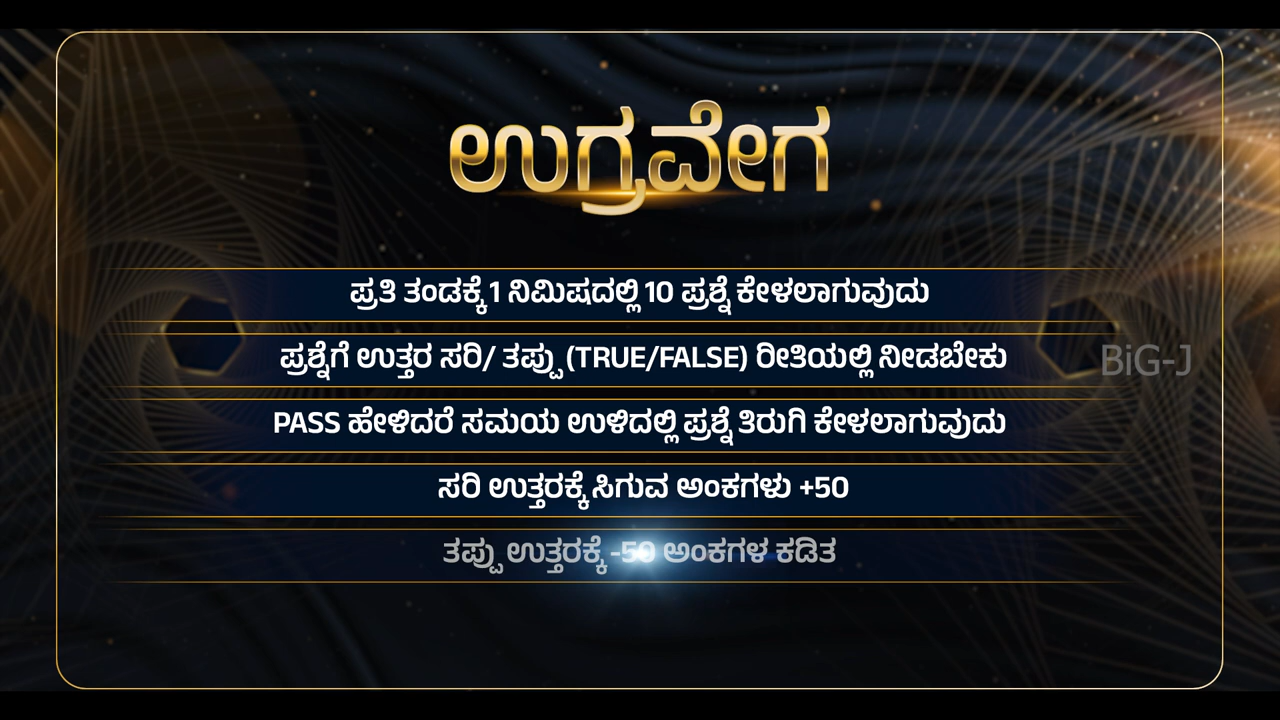 ಉಗ್ರವೇಗ
ಪ್ರತಿ ತಂಡಕ್ಕೆ 1 ನಿಮಿಷದಲ್ಲಿ 10 ಪ್ರಶ್ನೆ ಕೇಳಲಾಗುವುದು
ಪ್ರಶ್ನೆಗೆ ಉತ್ತರ ಸರಿ/ ತಪ್ಪು (TRUE/FALSE) ರೀತಿಯಲ್ಲಿ ನೀಡಬೇಕು
BiG-J
PASS ಹೇಳಿದರೆ ಸಮಯ ಉಳಿದಲ್ಲಿ ಪ್ರಶ್ನೆ ತಿರುಗಿ ಕೇಳಲಾಗುವುದು
ಸರಿ ಉತ್ತರಕ್ಕೆ ಸಿಗುವ ಅಂಕಗಳು +50
ತಪ್ಪು ಉತ್ತರಕ್ಕೆ -50 ಅಂಕಗಳ ಕಡಿತ